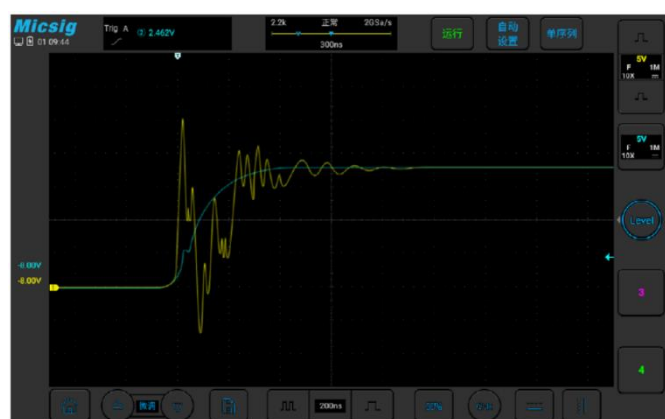 Micsig
01 09:44
Trig A 2.462V
2.2k 正常 2GSa/s
300ns
运行
自动
设置
单序列
5V
F 1M
10X
5V
F 1M
10X
Level
-8.00V
-8.00V
3
4
200ns